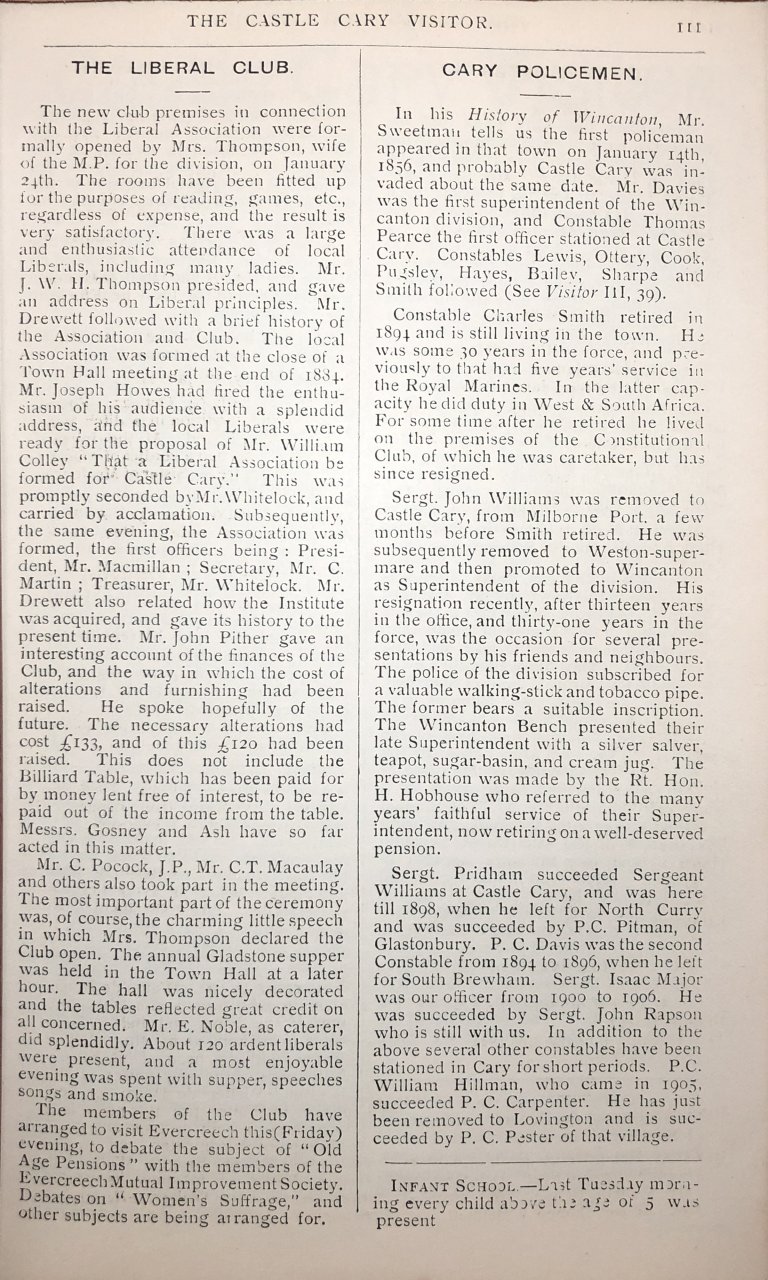 THE CASTLE CARY VISITOR.
111
THE LIBERAL CLUB.
The new club premises in connection
with the Liberal Association were for-
mally opened by Mrs. Thompson, wife
of the M.P. for the division, on January
24th. The rooms have been fitted up
for the purposes of reading, games, etc.,
regardless of expense, and the result is
very satisfactory. There was a large
and enthusiastic attendance of local
Liberals, including many ladies. Mr.
J. W. H. Thompson presided, and gave
an address on Liberal principles. Mr.
Drewett followed with a brief history of
the Association and Club. The local
Association was formed at the close of a
Town Hall meeting at the end of 1884.
Mr. Joseph Howes had fired the enthu-
siasm of his audience with a splendid
address, and the local Liberals were
ready for the proposal of Mr. William
Colley "That a Liberal Association be
formed for Castle Cary." This was
promptly seconded by Mr. Whitelock, and
carried by acclamation. Subsequently,
the same evening, the Association was
formed, the first officers being : Presi-
dent, Mr. Macmillan ; Secretary, Mr. C.
Martin ; Treasurer, Mr. Whitelock. Mr.
Drewett also related how the Institute
was acquired, and gave its history to the
present time. Mr. John Pither gave an
interesting account of the finances of the
Club, and the way in which the cost of
alterations and furnishing had been
raised. He spoke hopefully of the
future. The necessary alterations had
cost £133, and of this £120 had been
raised. This does not include the
Billiard Table, which has been paid for
by money lent free of interest, to be re-
paid out of the income from the table.
Messrs. Gosney and Ash have so far
acted in this matter.
Mr. C. Pocock, J.P., Mr. C.T. Macaulay
and others also took part in the meeting.
The most important part of the ceremony
was, of course, the charming little speech
in which Mrs. Thompson declared the
Club open. The annual Gladstone supper
was held in the Town Hall at a later
hour. The hall was nicely decorated
and the tables reflected great credit on
all concerned. Mr. E. Noble, as caterer,
did splendidly. About 120 ardent liberals
were present, and a most enjoyable
evening was spent with supper, speeches
songs and smoke.
The members of the Club have
arranged to visit Evercreech this (Friday)
evening, to debate the subject of "Old
Age Pensions" with the members of the
Evercreech Mutual Improvement Society.
Debates on "Women's Suffrage," and
other subjects are being arranged for.
CARY POLICEMEN.
In his History of Wincanton, Mr.
Sweetman tells us the first policeman
appeared in that town on January 14th,
1856, and probably Castle Cary was in-
vaded about the same date. Mr. Davies
was the first superintendent of the Win-
canton division, and Constable Thomas
Pearce the first officer stationed at Castle
Cary. Constables Lewis, Ottery, Cook,
Pugsley, Hayes, Bailey, Sharpe and
Smith followed (See Visitor III, 39).
Constable Charles Smith retired in
1894 and is still living in the town. He
was some 30 years in the force, and pre-
viously to that had five years' service in
the Royal Marines. In the latter cap-
acity he did duty in West & South Africa.
For some time after he retired he lived
on the premises of the Constitutional
Club, of which he was caretaker, but has
since resigned.
Sergt. John Williams was removed to
Castle Cary, from Milborne Port. a few
months before Smith retired. He was
subsequently removed to Weston-super-
mare and then promoted to Wincanton
as Superintendent of the division. His
resignation recently, after thirteen years
in the office, and thirty-one years in the
force, was the occasion for several pre-
sentations by his friends and neighbours.
The police of the division subscribed for
a valuable walking-stick and tobacco pipe.
The former bears a suitable inscription.
The Wincanton Bench presented their
late Superintendent with a silver salver,
teapot, sugar-basin, and cream jug. The
presentation was made by the Rt. Hon.
H. Hobhouse who referred to the many
years' faithful service of their Super-
intendent, now retiring on a well-deserved
pension.
Sergt. Pridham succeeded Sergeant
Williams at Castle Cary, and was here
till 1898, when he left for North Curry
and was succeeded by P.C. Pitman, of
Glastonbury. P. C. Davis was the second
Constable from 1894 to 1896, when he left
for South Brewham. Sergt. Isaac Major
was our officer from 1900 to 1906. He
was succeeded by Sergt. John Rapson
who is still with us. In addition to the
above several other constables have been
stationed in Cary for short periods. P.C.
William Hillman, who came in 1905,
succeeded P. C. Carpenter. He has just
been removed to Lovington and is suc-
ceeded by P. C. Pester of that village.
INFANT SCHOOL.—Last Tuesday morn-
ing every child above the age of 5 was
present